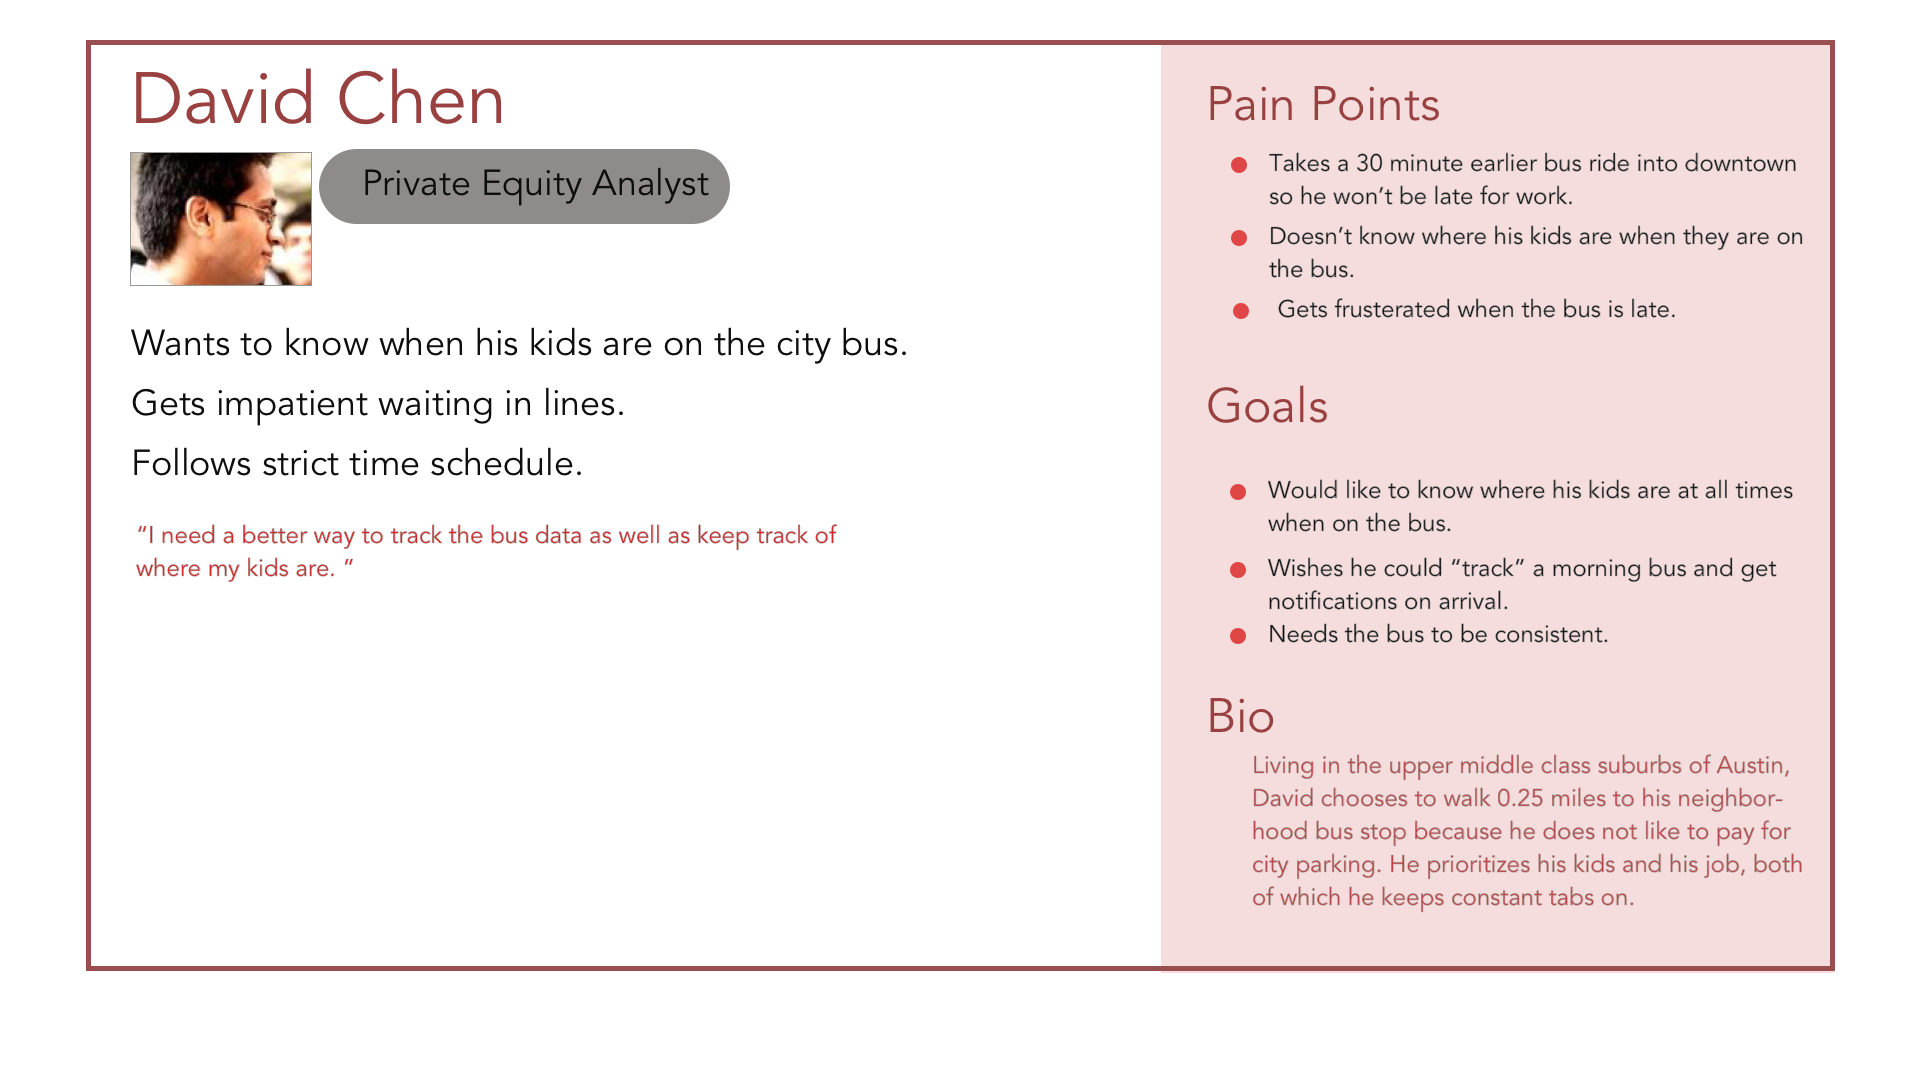 David Chen
Private Equity Analyst
Wants to know when his kids are on the city bus.
Gets impatient waiting in lines.
Follows strict time schedule.
“I need a better way to track the bus data as well as keep track of
where my kids are. ”
Pain Points
Takes a 30 minute earlier bus ride into downtown
so he won’t be late for work.
Doesn’t know where his kids are when they are on
the bus.
Gets frusterated when the bus is late.
Goals
Would like to know where his kids are at all times
when on the bus.
Wishes he could “track” a morning bus and get
notifications on arrival.
Needs the bus to be consistent.
Bio
Living in the upper middle class suburbs of Austin,
David chooses to walk 0.25 miles to his neighbor-
hood bus stop because he does not like to pay for
city parking. He prioritizes his kids and his job, both
of which he keeps constant tabs on.